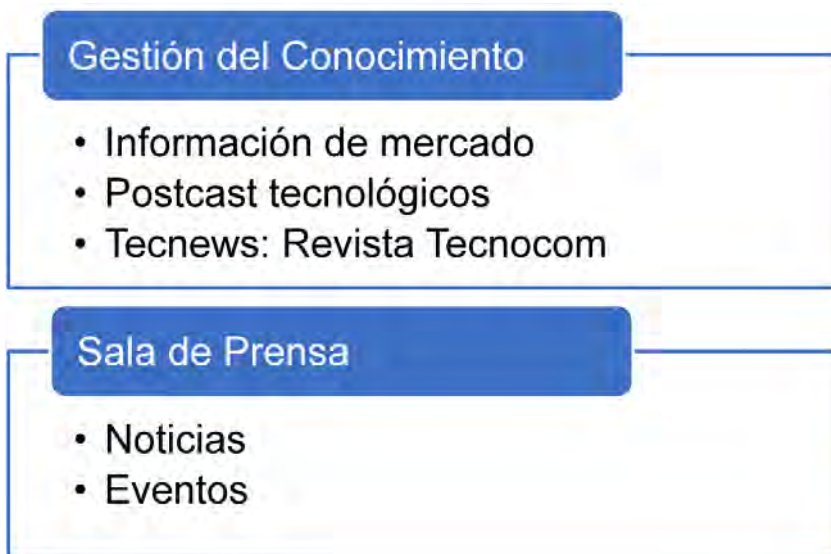 Gestión del Conocimiento
• Información de mercado
• Postcast tecnológicos
• Tecnews: Revista Tecnocom
Sala de Prensa
• Noticias
• Eventos